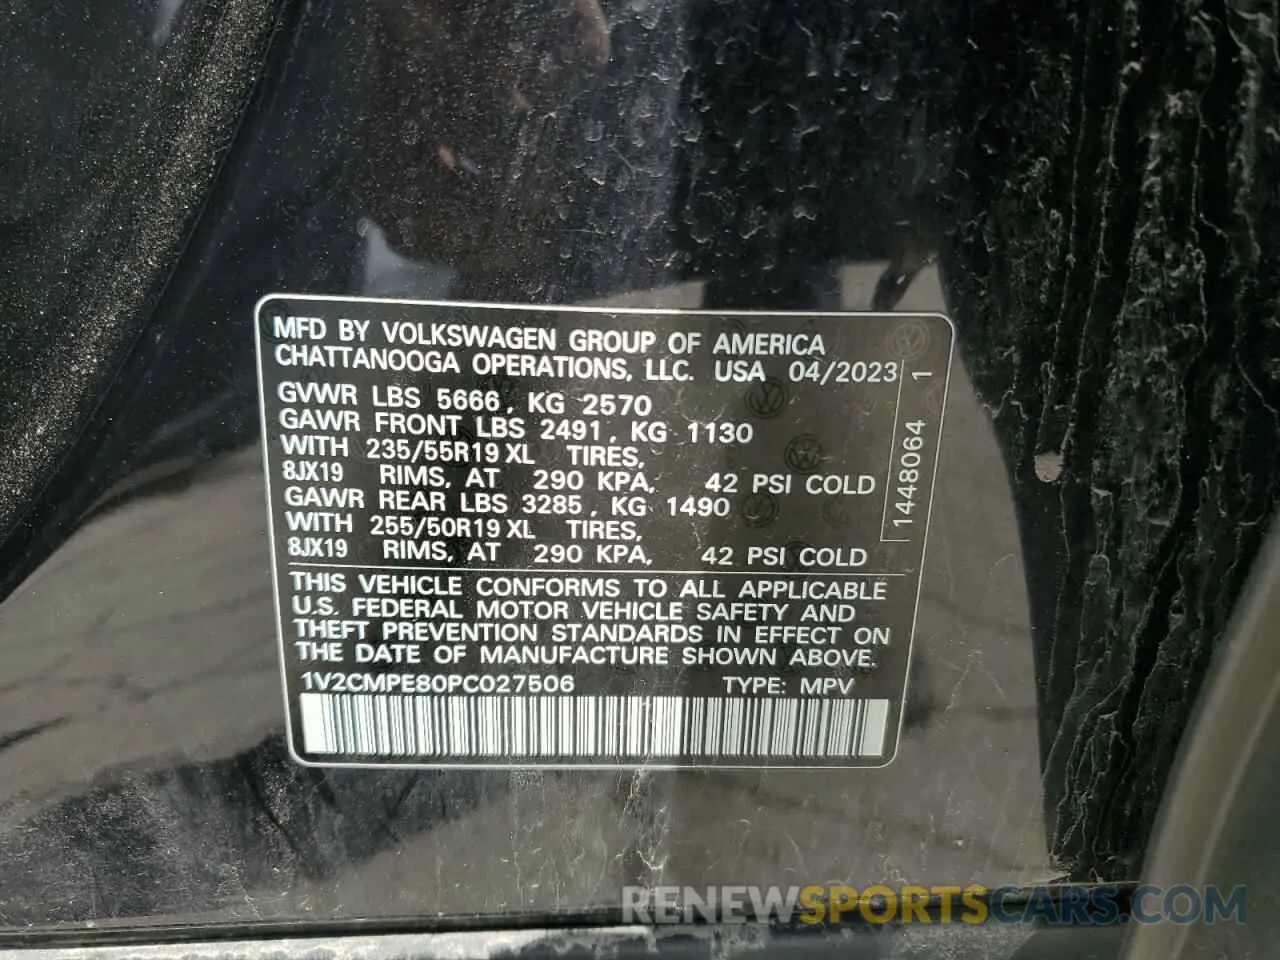 MFD BY VOLKSWAGEN GROUP OF AMERICA
CHATTANOOGA OPERATIONS, LLC. USA 04/2023
GVWR LBS 5666, KG 2570
GAWR FRONT LBS 2491, KG 1130
WITH 235/55R19 XL TIRES,
8JX19 RIMS, AT 290 KPA, 42 PSI COLD
GAWR REAR LBS 3285, KG 1490
WITH 255/50R19 XL TIRES,
8JX19 RIMS, AT 290 KPA, 42 PSI COLD
THIS VEHICLE CONFORMS TO ALL APPLICABLE
U.S. FEDERAL MOTOR VEHICLE SAFETY AND
THEFT PREVENTION STANDARDS IN EFFECT ON
THE DATE OF MANUFACTURE SHOWN ABOVE.
1V2CMPE80PC027506 TYPE: MPV
1448064 1
RENEWSPORTSCARS.COM